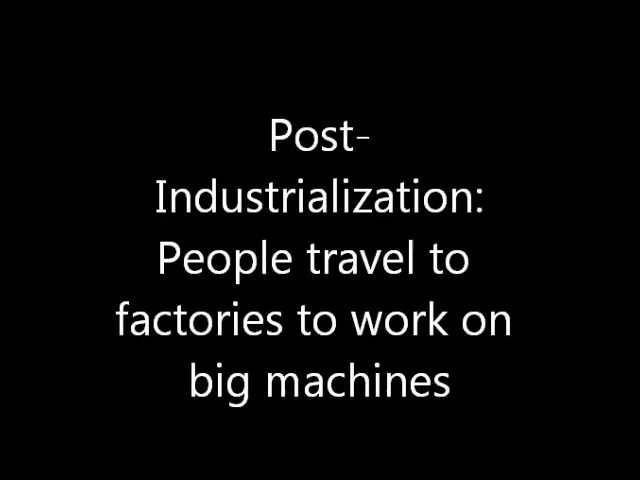 Post-
Industrialization:
People travel to
factories to work on
big machines